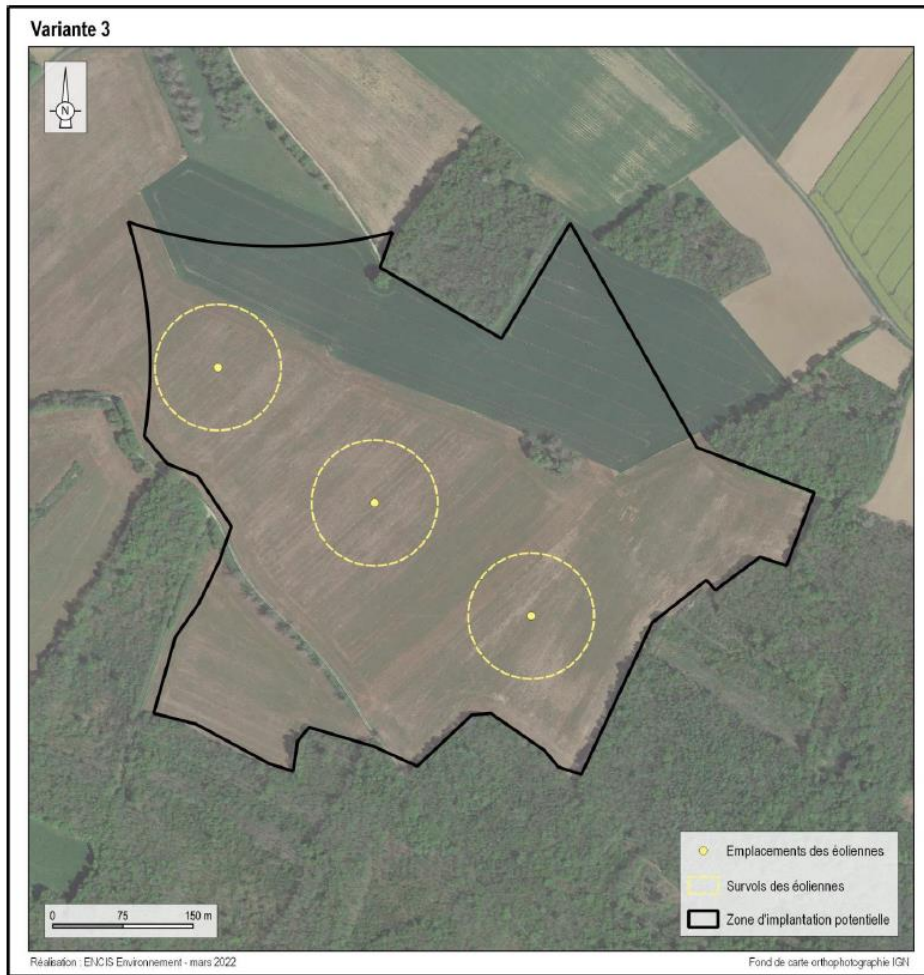 Variante 3
N
Emplacements des éoliennes
Survols des éoliennes
Zone d'implantation potentielle
0 75 150 m
Réalisation : ENCIS Environnement - mars 2022
Fond de carte orthophotographie IGN